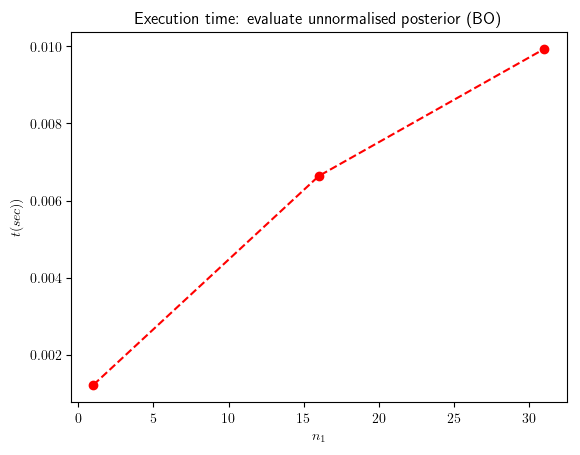 Execution time: evaluate unnormalised posterior (BO)
0.010
0.008
0.006
0.004
0.002
t(sec))
0 5 10 15 20 25 30
n₁